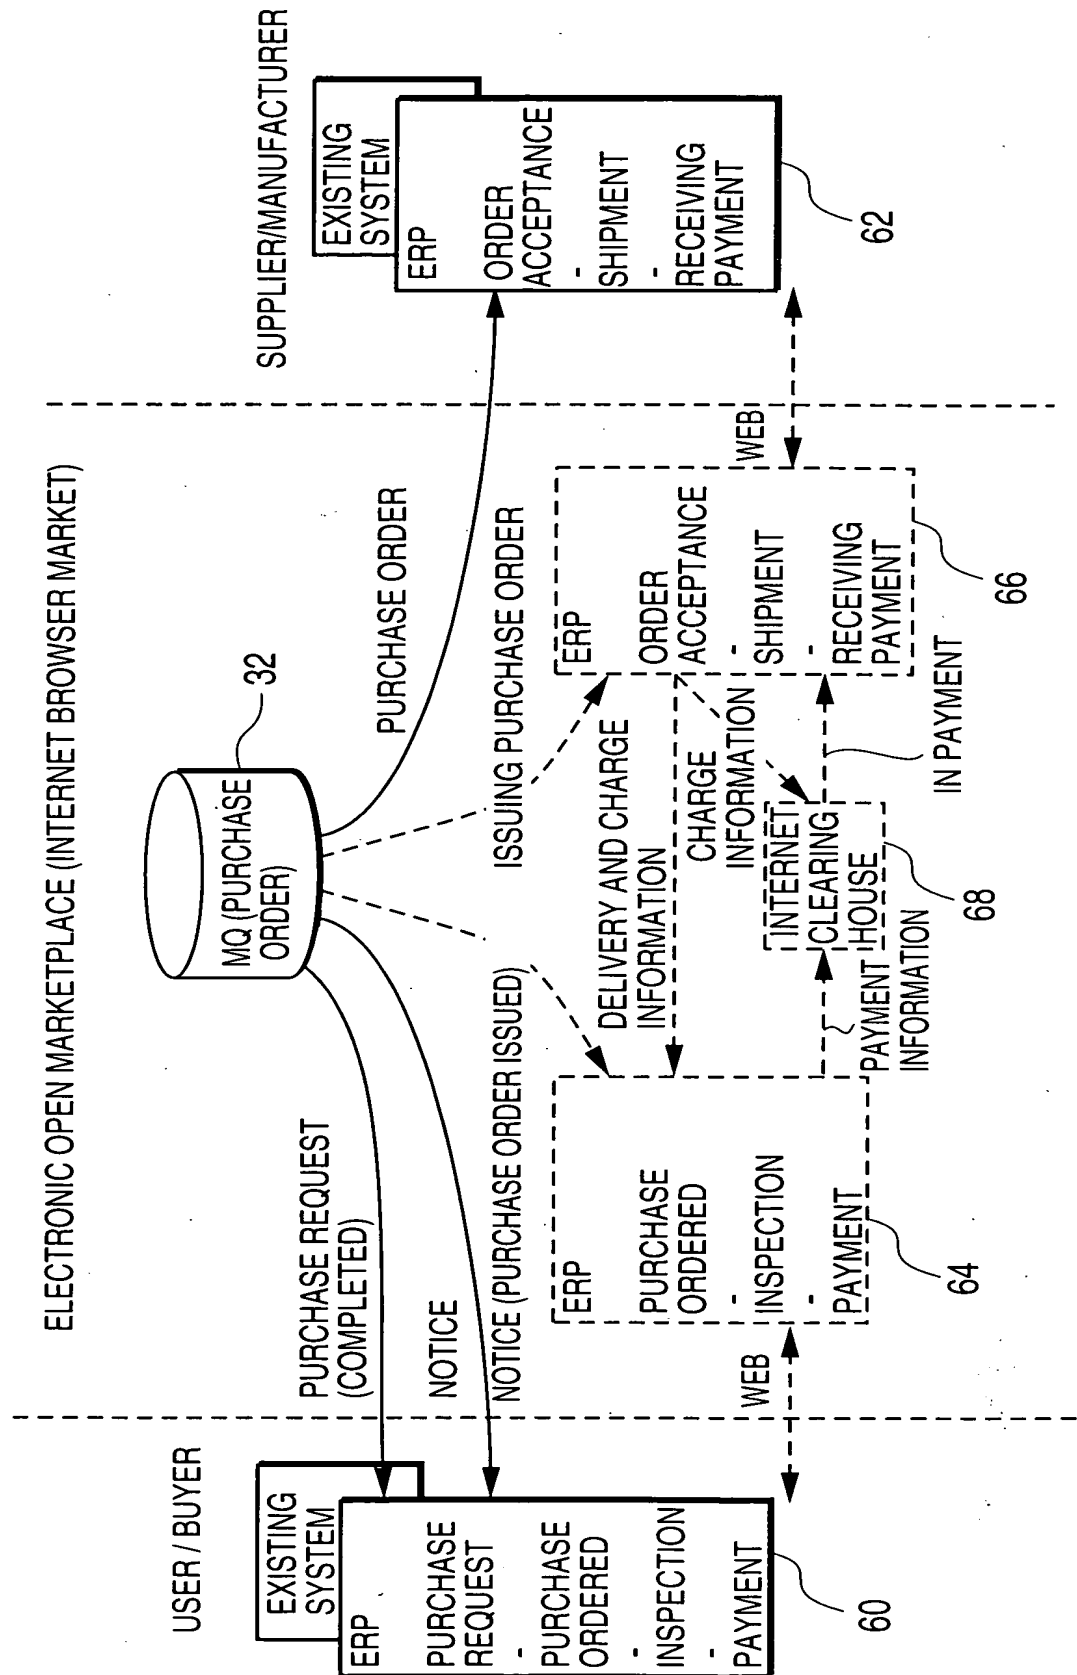 USER / BUYER
EXISTING
SYSTEM
ERP
PURCHASE
REQUEST
-
PURCHASE
ORDERED
-
INSPECTION
-
PAYMENT
60
ELECTRONIC OPEN MARKETPLACE (INTERNET BROWSER MARKET)
MQ (PURCHASE
ORDER)
32
PURCHASE REQUEST
(COMPLETED)
NOTICE
NOTICE (PURCHASE ORDER ISSUED)
PURCHASE ORDER
ISSUING PURCHASE ORDER
WEB
ERP
PURCHASE
ORDERED
-
INSPECTION
-
PAYMENT
64
DELIVERY AND CHARGE
INFORMATION
CHARGE
INFORMATION
PAYMENT
INFORMATION
INTERNET
CLEARING
HOUSE
68
IN PAYMENT
ERP
ORDER
ACCEPTANCE
-
SHIPMENT
-
RECEIVING
PAYMENT
66
WEB
SUPPLIER/MANUFACTURER
EXISTING
SYSTEM
ERP
ORDER
ACCEPTANCE
-
SHIPMENT
-
RECEIVING
PAYMENT
62